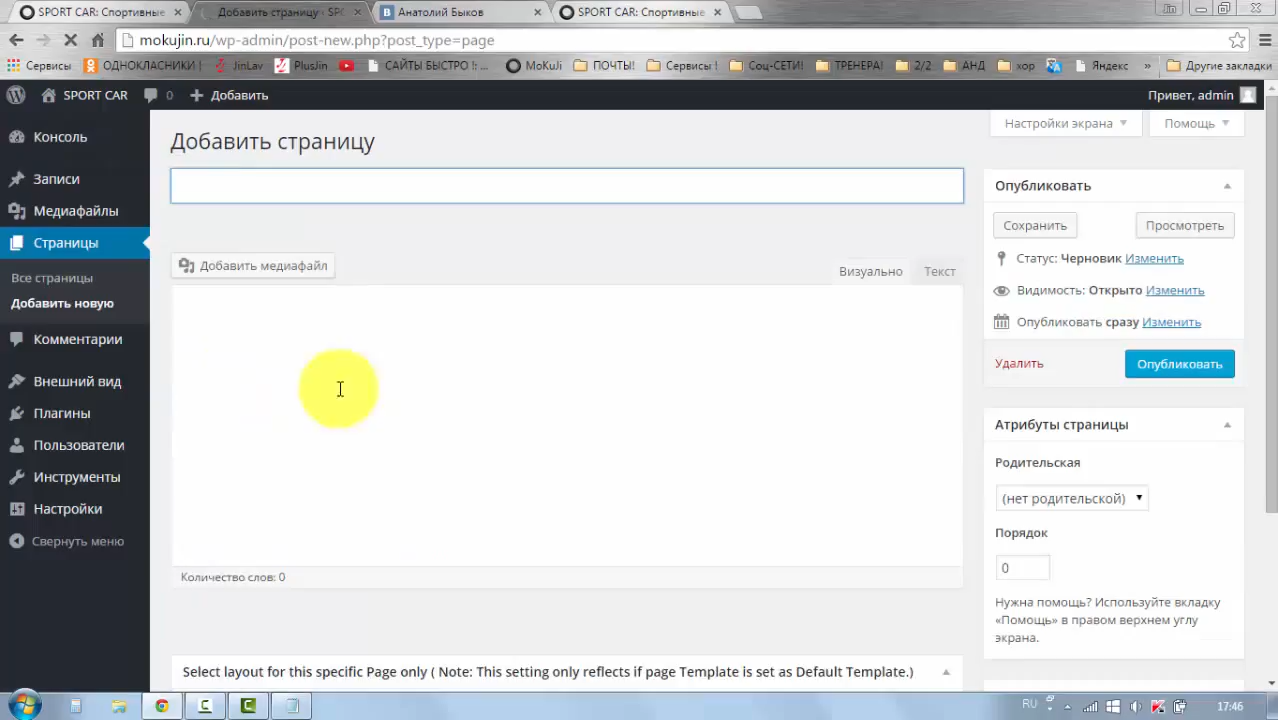 SPORT CAR: Спортивные
Добавить страницу ‹ SP
Анатолий Быков
SPORT CAR: Спортивные
Jin
mokujin.ru/wp-admin/post-new.php?post_type=page
Сервисы
ОДНОКЛАСНИКИ !
JinLav
PlusJin
САЙТЫ БЫСТРО !: ...
MoKuJi
ПОЧТЫ!
Сервисы !
Соц-СЕТИ!
ТРЕНЕРА!
2/2
АНД
хор
Яндекс
»
Другие закладки
SPORT CAR
0
Добавить
Привет, admin
Консоль
Записи
Медиафайлы
Страницы
Все страницы
Добавить новую
Комментарии
Внешний вид
Плагины
Пользователи
Инструменты
Настройки
Свернуть меню
Настройки экрана
Помощь
Добавить страницу
Добавить медиафайл
Визуально
Текст
Количество слов: 0
Select layout for this specific Page only ( Note: This setting only reflects if page Template is set as Default Template.)
Опубликовать
Сохранить
Просмотреть
Статус: Черновик Изменить
Видимость: Открыто Изменить
Опубликовать сразу Изменить
Удалить
Опубликовать
Атрибуты страницы
Родительская
(нет родительской)
Порядок
0
Нужна помощь? Используйте вкладку
«Помощь» в правом верхнем углу
экрана.
RU
17:46